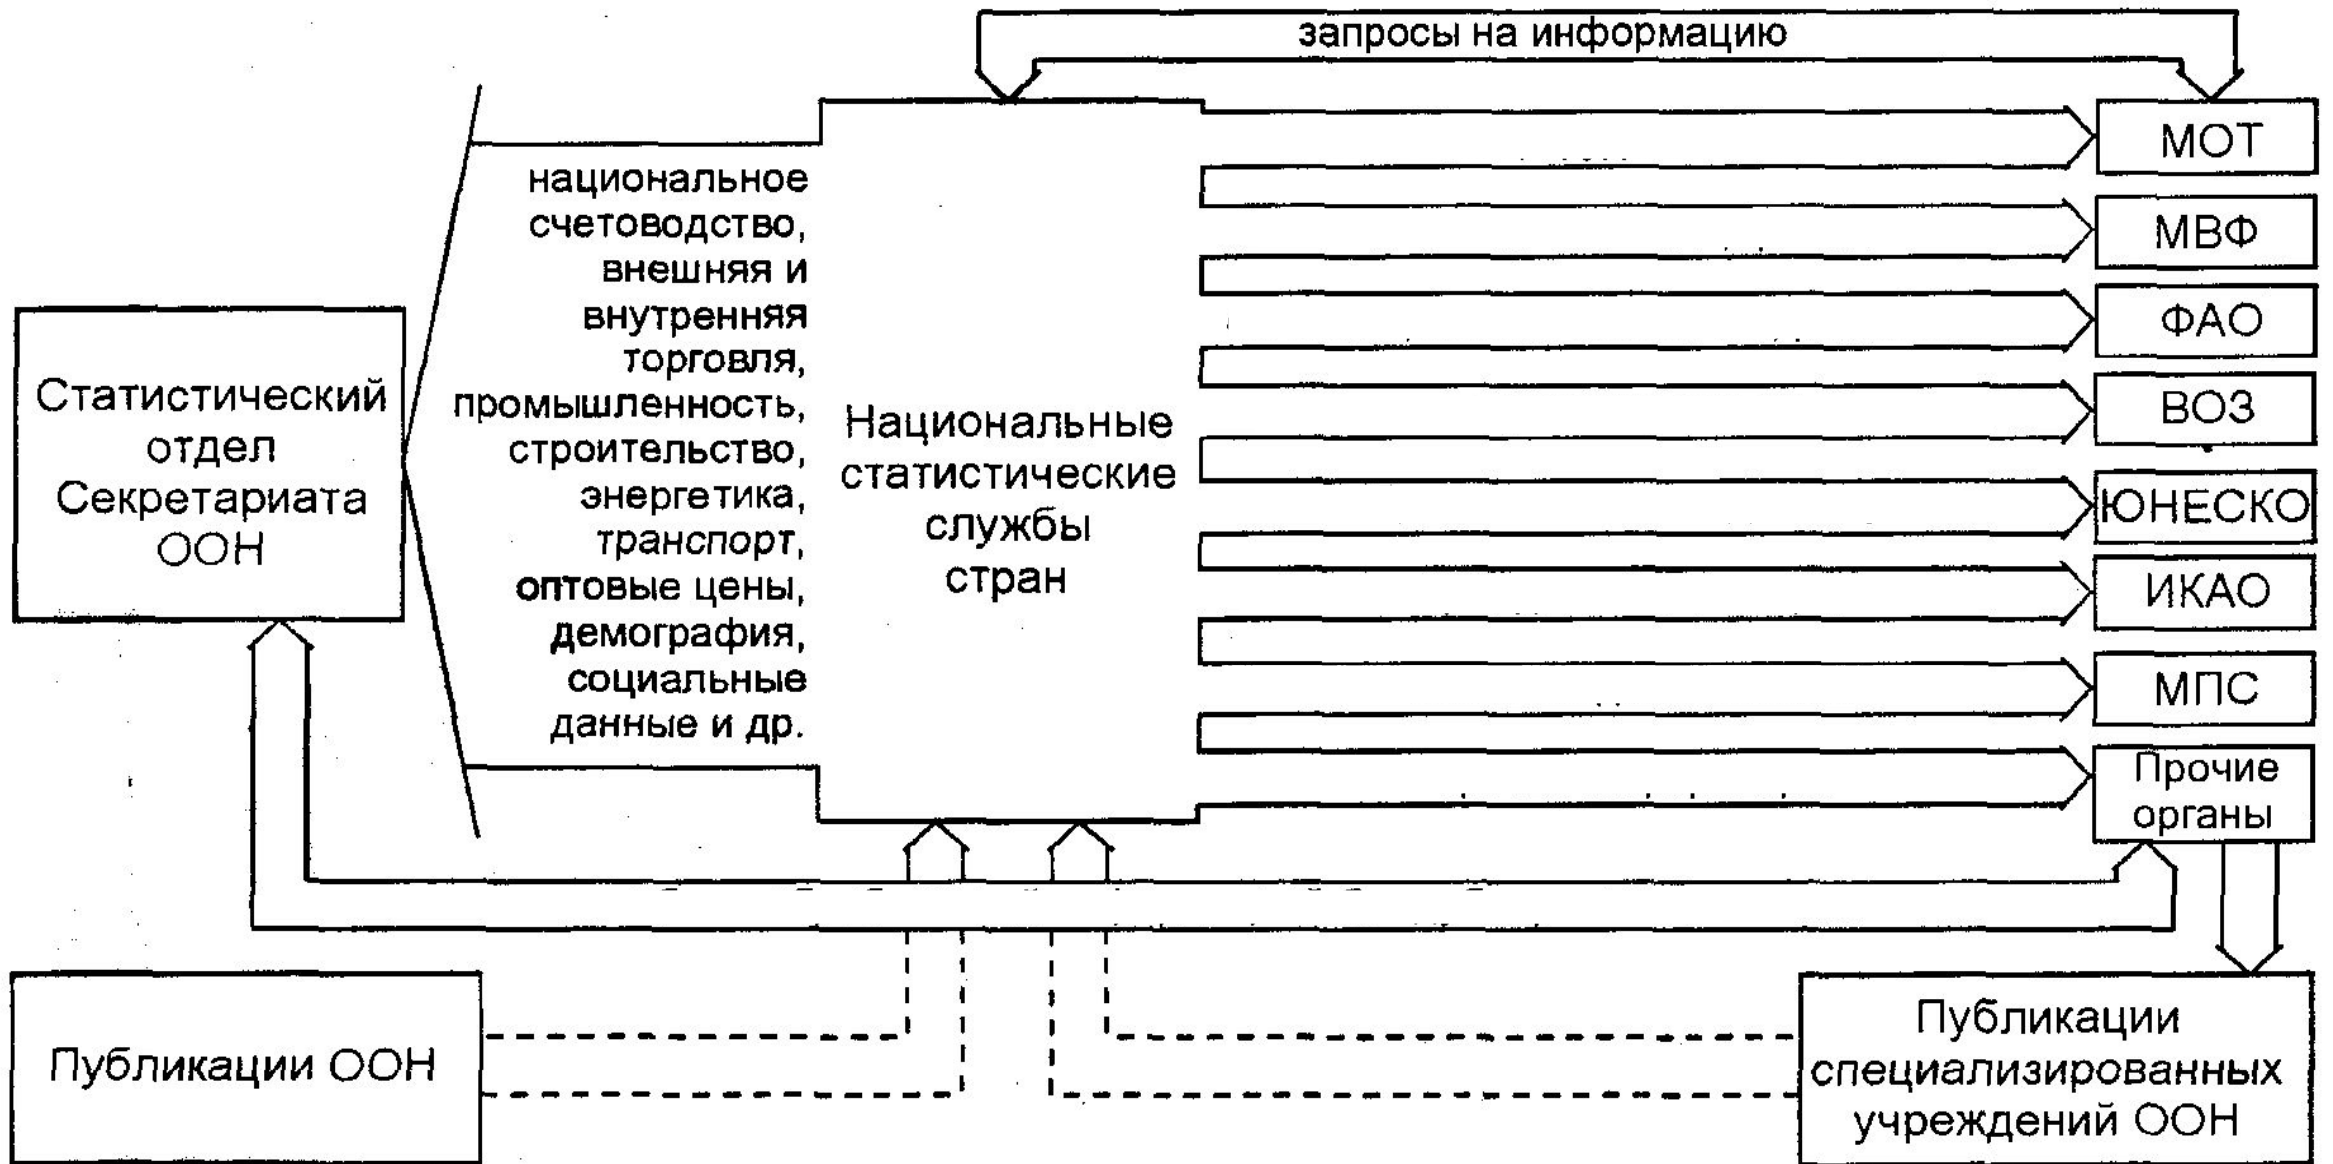 запросы на информацию
национальное
счетоводство,
внешняя и
внутренняя
торговля,
промышленность,
строительство,
энергетика,
транспорт,
оптовые цены,
демография,
социальные
данные и др.
Статистический
отдел
Секретариата
ООН
Национальные
статистические
службы
стран
МОТ
МВФ
ФАО
ВОЗ
ЮНЕСКО
ИКАО
МПС
Прочие
органы
Публикации ООН
Публикации
специализированных
учреждений ООН